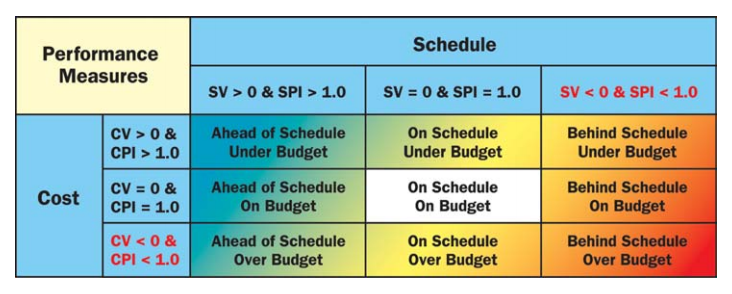 Performance
Measures
Schedule
SV > 0 & SPI > 1.0
SV = 0 & SPI = 1.0
SV < 0 & SPI < 1.0
Cost
CV > 0 &
CPI > 1.0
Ahead of Schedule
Under Budget
On Schedule
Under Budget
Behind Schedule
Under Budget
CV = 0 &
CPI = 1.0
Ahead of Schedule
On Budget
On Schedule
On Budget
Behind Schedule
On Budget
CV < 0 &
CPI < 1.0
Ahead of Schedule
Over Budget
On Schedule
Over Budget
Behind Schedule
Over Budget